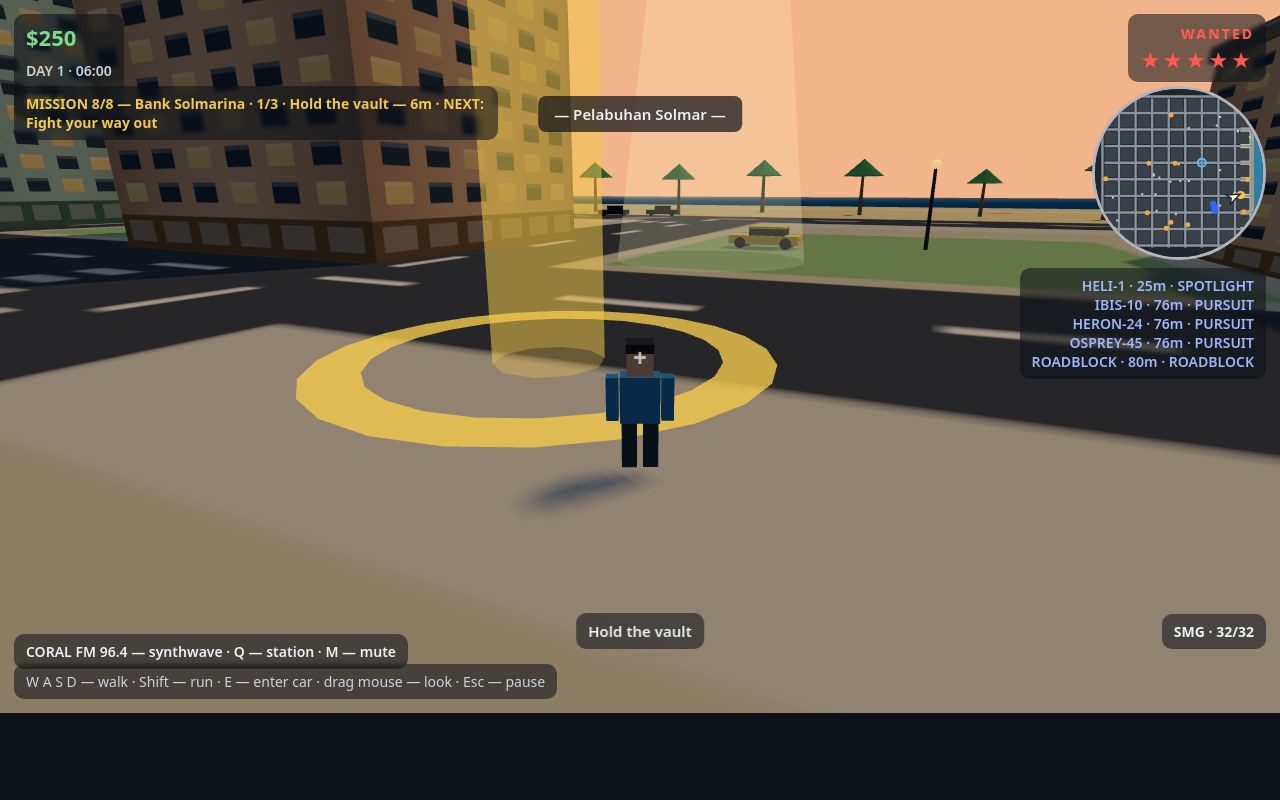 $250
DAY 1 · 06:00
MISSION 8/8 — Bank Solmarina · 1/3 · Hold the vault — 6m · NEXT:
Fight your way out
— Pelabuhan Solmar —
WANTED
★ ★ ★ ★ ★
HELI-1 · 25m · SPOTLIGHT
IBIS-10 · 76m · PURSUIT
HERON-24 · 76m · PURSUIT
OSPREY-45 · 76m · PURSUIT
ROADBLOCK · 80m · ROADBLOCK
Hold the vault
SMG · 32/32
CORAL FM 96.4 — synthwave · Q — station · M — mute
W A S D — walk · Shift — run · E — enter car · drag mouse — look · Esc — pause